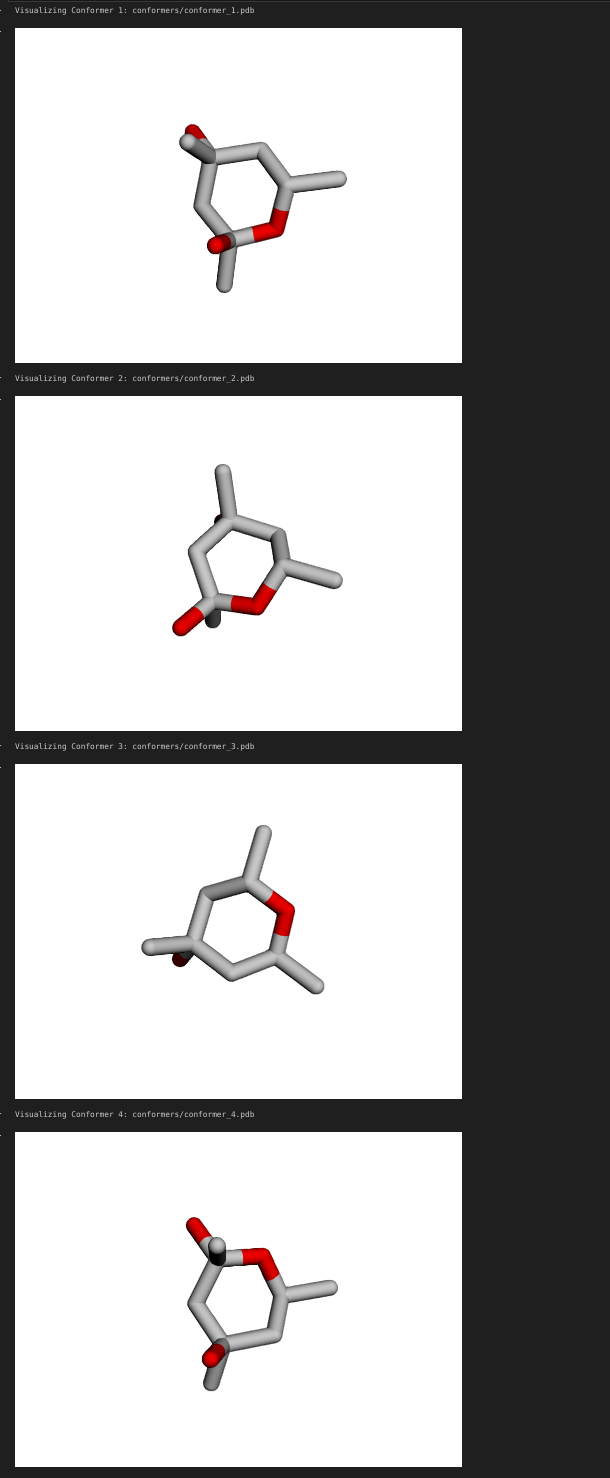 Visualizing Conformer 1: conformers/conformer_1.pdb
Visualizing Conformer 2: conformers/conformer_2.pdb
Visualizing Conformer 3: conformers/conformer_3.pdb
Visualizing Conformer 4: conformers/conformer_4.pdb